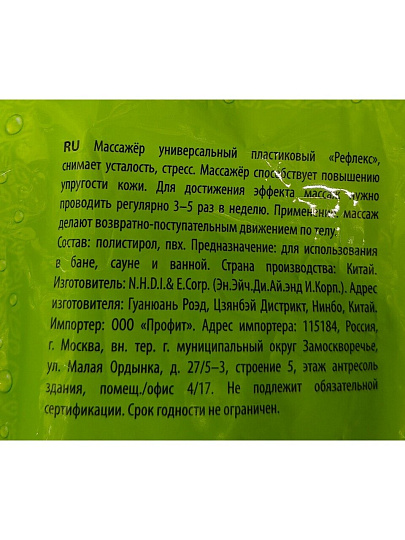 RU Массажёр универсальный пластиковый «Рефлекс»,
снимает усталость, стресс. Массажёр способствует повышению
упругости кожи. Для достижения эффекта массаж нужно
проводить регулярно 3–5 раз в неделю. Применение: массаж
делают возвратно-поступательным движением по телу.
Состав: полистирол, пвх. Предназначение: для использования
в бане, сауне и ванной. Страна производства: Китай.
Изготовитель: N.H.D.I.& E.Corp. (Эн.Эйч.Ди.Ай.энд И.Корп.). Адрес
изготовителя: Гуаньюань Роэд, Цзянбэй Дистрикт, Нинбо, Китай.
Импортер: ООО «Профит». Адрес импортера: 115184, Россия,
г. Москва, вн. тер. г. муниципальный округ Замоскворечье,
ул. Малая Ордынка, д. 27/5–3, строение 5, этаж антресоль
здания, помещ./офис 4/17. Не подлежит обязательной
сертификации. Срок годности не ограничен.